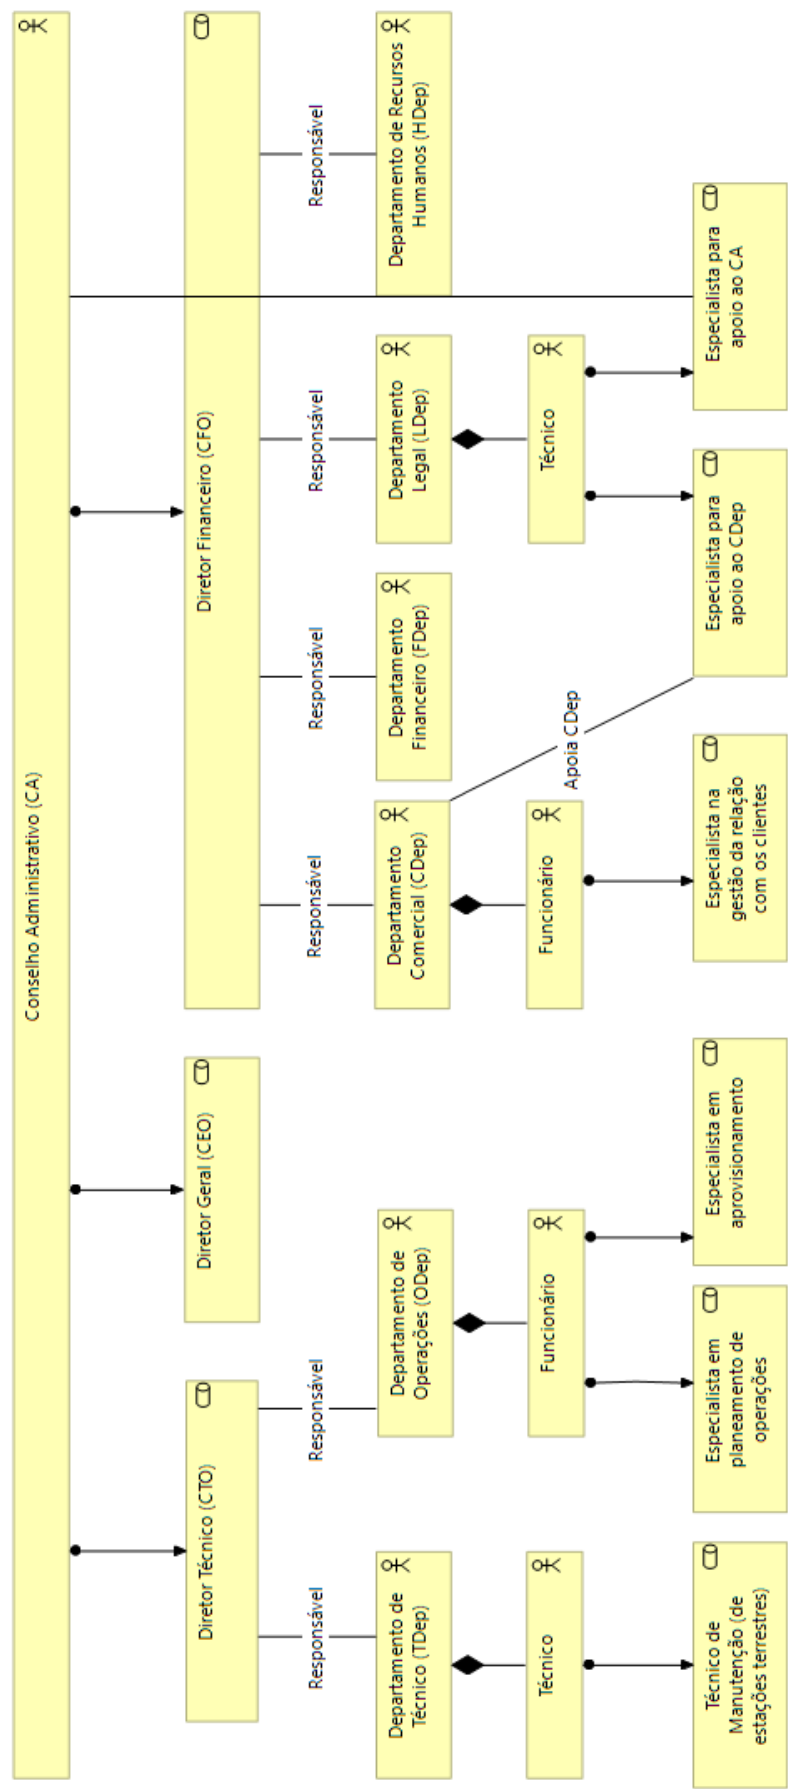 Conselho Administrativo (CA)
Diretor Técnico (CTO)
Diretor Geral (CEO)
Diretor Financeiro (CFO)
Responsável
Responsável
Responsável
Responsável
Responsável
Responsável
Departamento de
Técnico (TDep)
Departamento de
Operações (ODep)
Departamento
Comercial (CDep)
Departamento
Financeiro (FDep)
Departamento
Legal (LDep)
Departamento de Recursos
Humanos (HDep)
Técnico
Funcionário
Funcionário
Apoia CDep
Técnico
Técnico de
Manutenção (de
estações terrestres)
Especialista em
planeamento de
operações
Especialista em
aprovisionamento
Especialista na
gestão da relação
com os clientes
Especialista para
apoio ao CDep
Especialista para
apoio ao CA